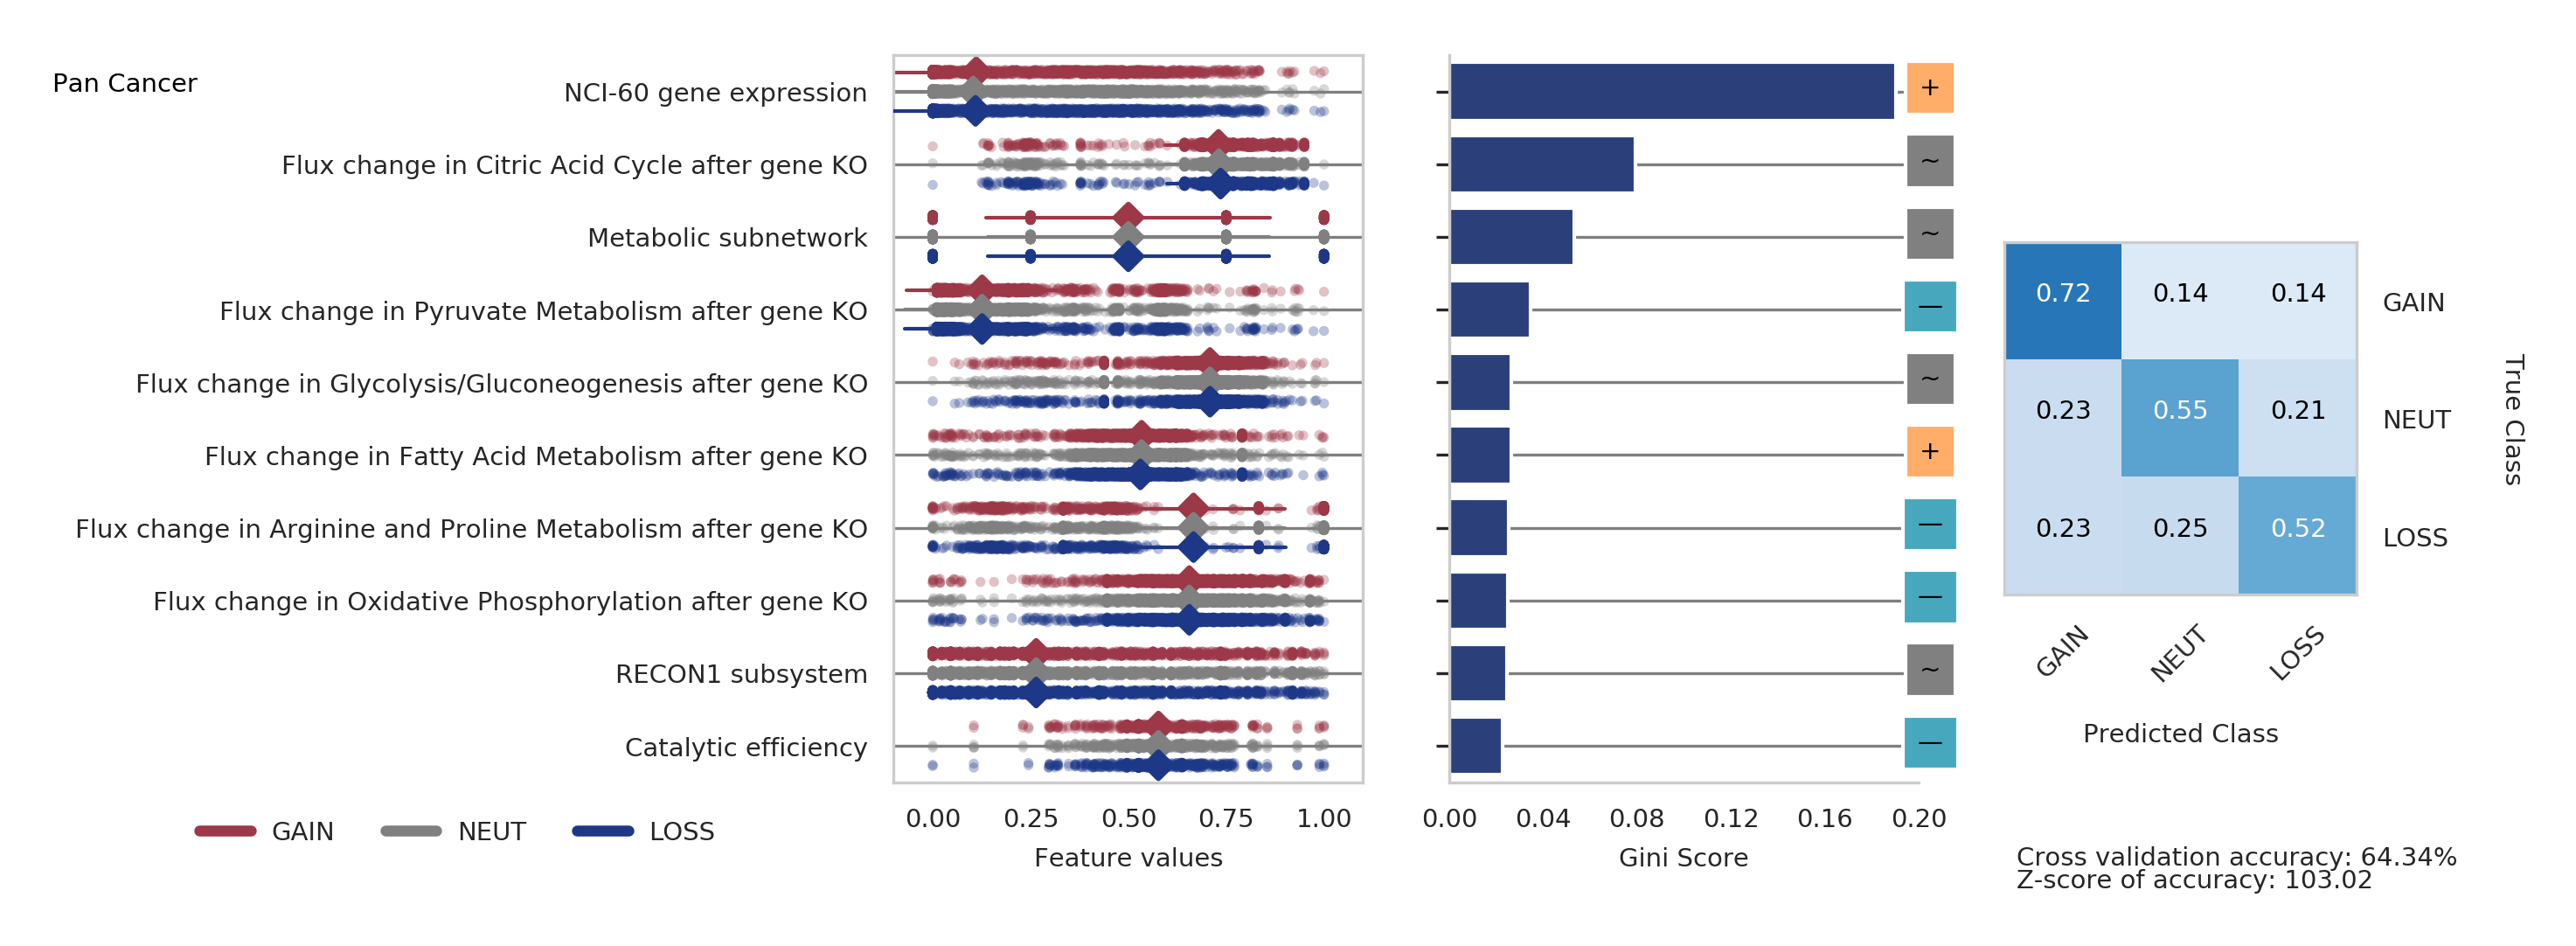 Pan Cancer
NCI-60 gene expression
Flux change in Citric Acid Cycle after gene KO
Metabolic subnetwork
Flux change in Pyruvate Metabolism after gene KO
Flux change in Glycolysis/Gluconeogenesis after gene KO
Flux change in Fatty Acid Metabolism after gene KO
Flux change in Arginine and Proline Metabolism after gene KO
Flux change in Oxidative Phosphorylation after gene KO
RECON1 subsystem
Catalytic efficiency
GAIN NEUT LOSS
0.00 0.25 0.50 0.75 1.00
Feature values
+
~
~
—
~
+
—
—
~
—
0.00 0.04 0.08 0.12 0.16 0.20
Gini Score
0.72 0.14 0.14 GAIN
0.23 0.55 0.21 NEUT
0.23 0.25 0.52 LOSS
True Class
GAIN NEUT LOSS
Predicted Class
Cross validation accuracy: 64.34%
Z-score of accuracy: 103.02